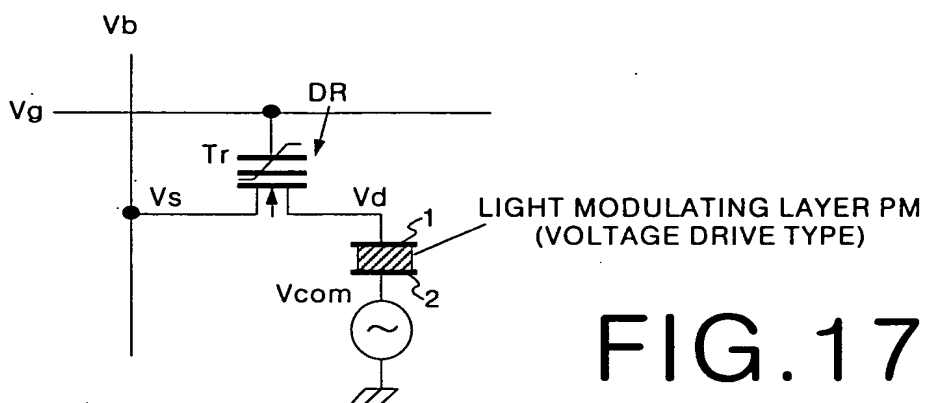 Vb
Vg
DR
Tr
Vs
Vd
1
LIGHT MODULATING LAYER PM
(VOLTAGE DRIVE TYPE)
2
Vcom
~
FIG.17